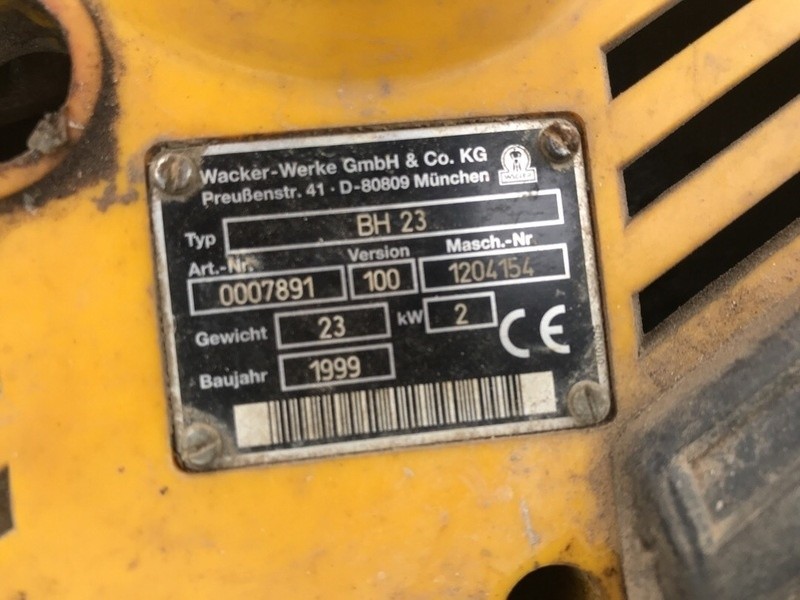 Wacker-Werke GmbH & Co. KG
Preußenstr. 41 · D-80809 München
Typ BH 23
Art.-Nr. Version Masch.-Nr
0007891 100 1204154
Gewicht 23 kW 2
CE
Baujahr 1999